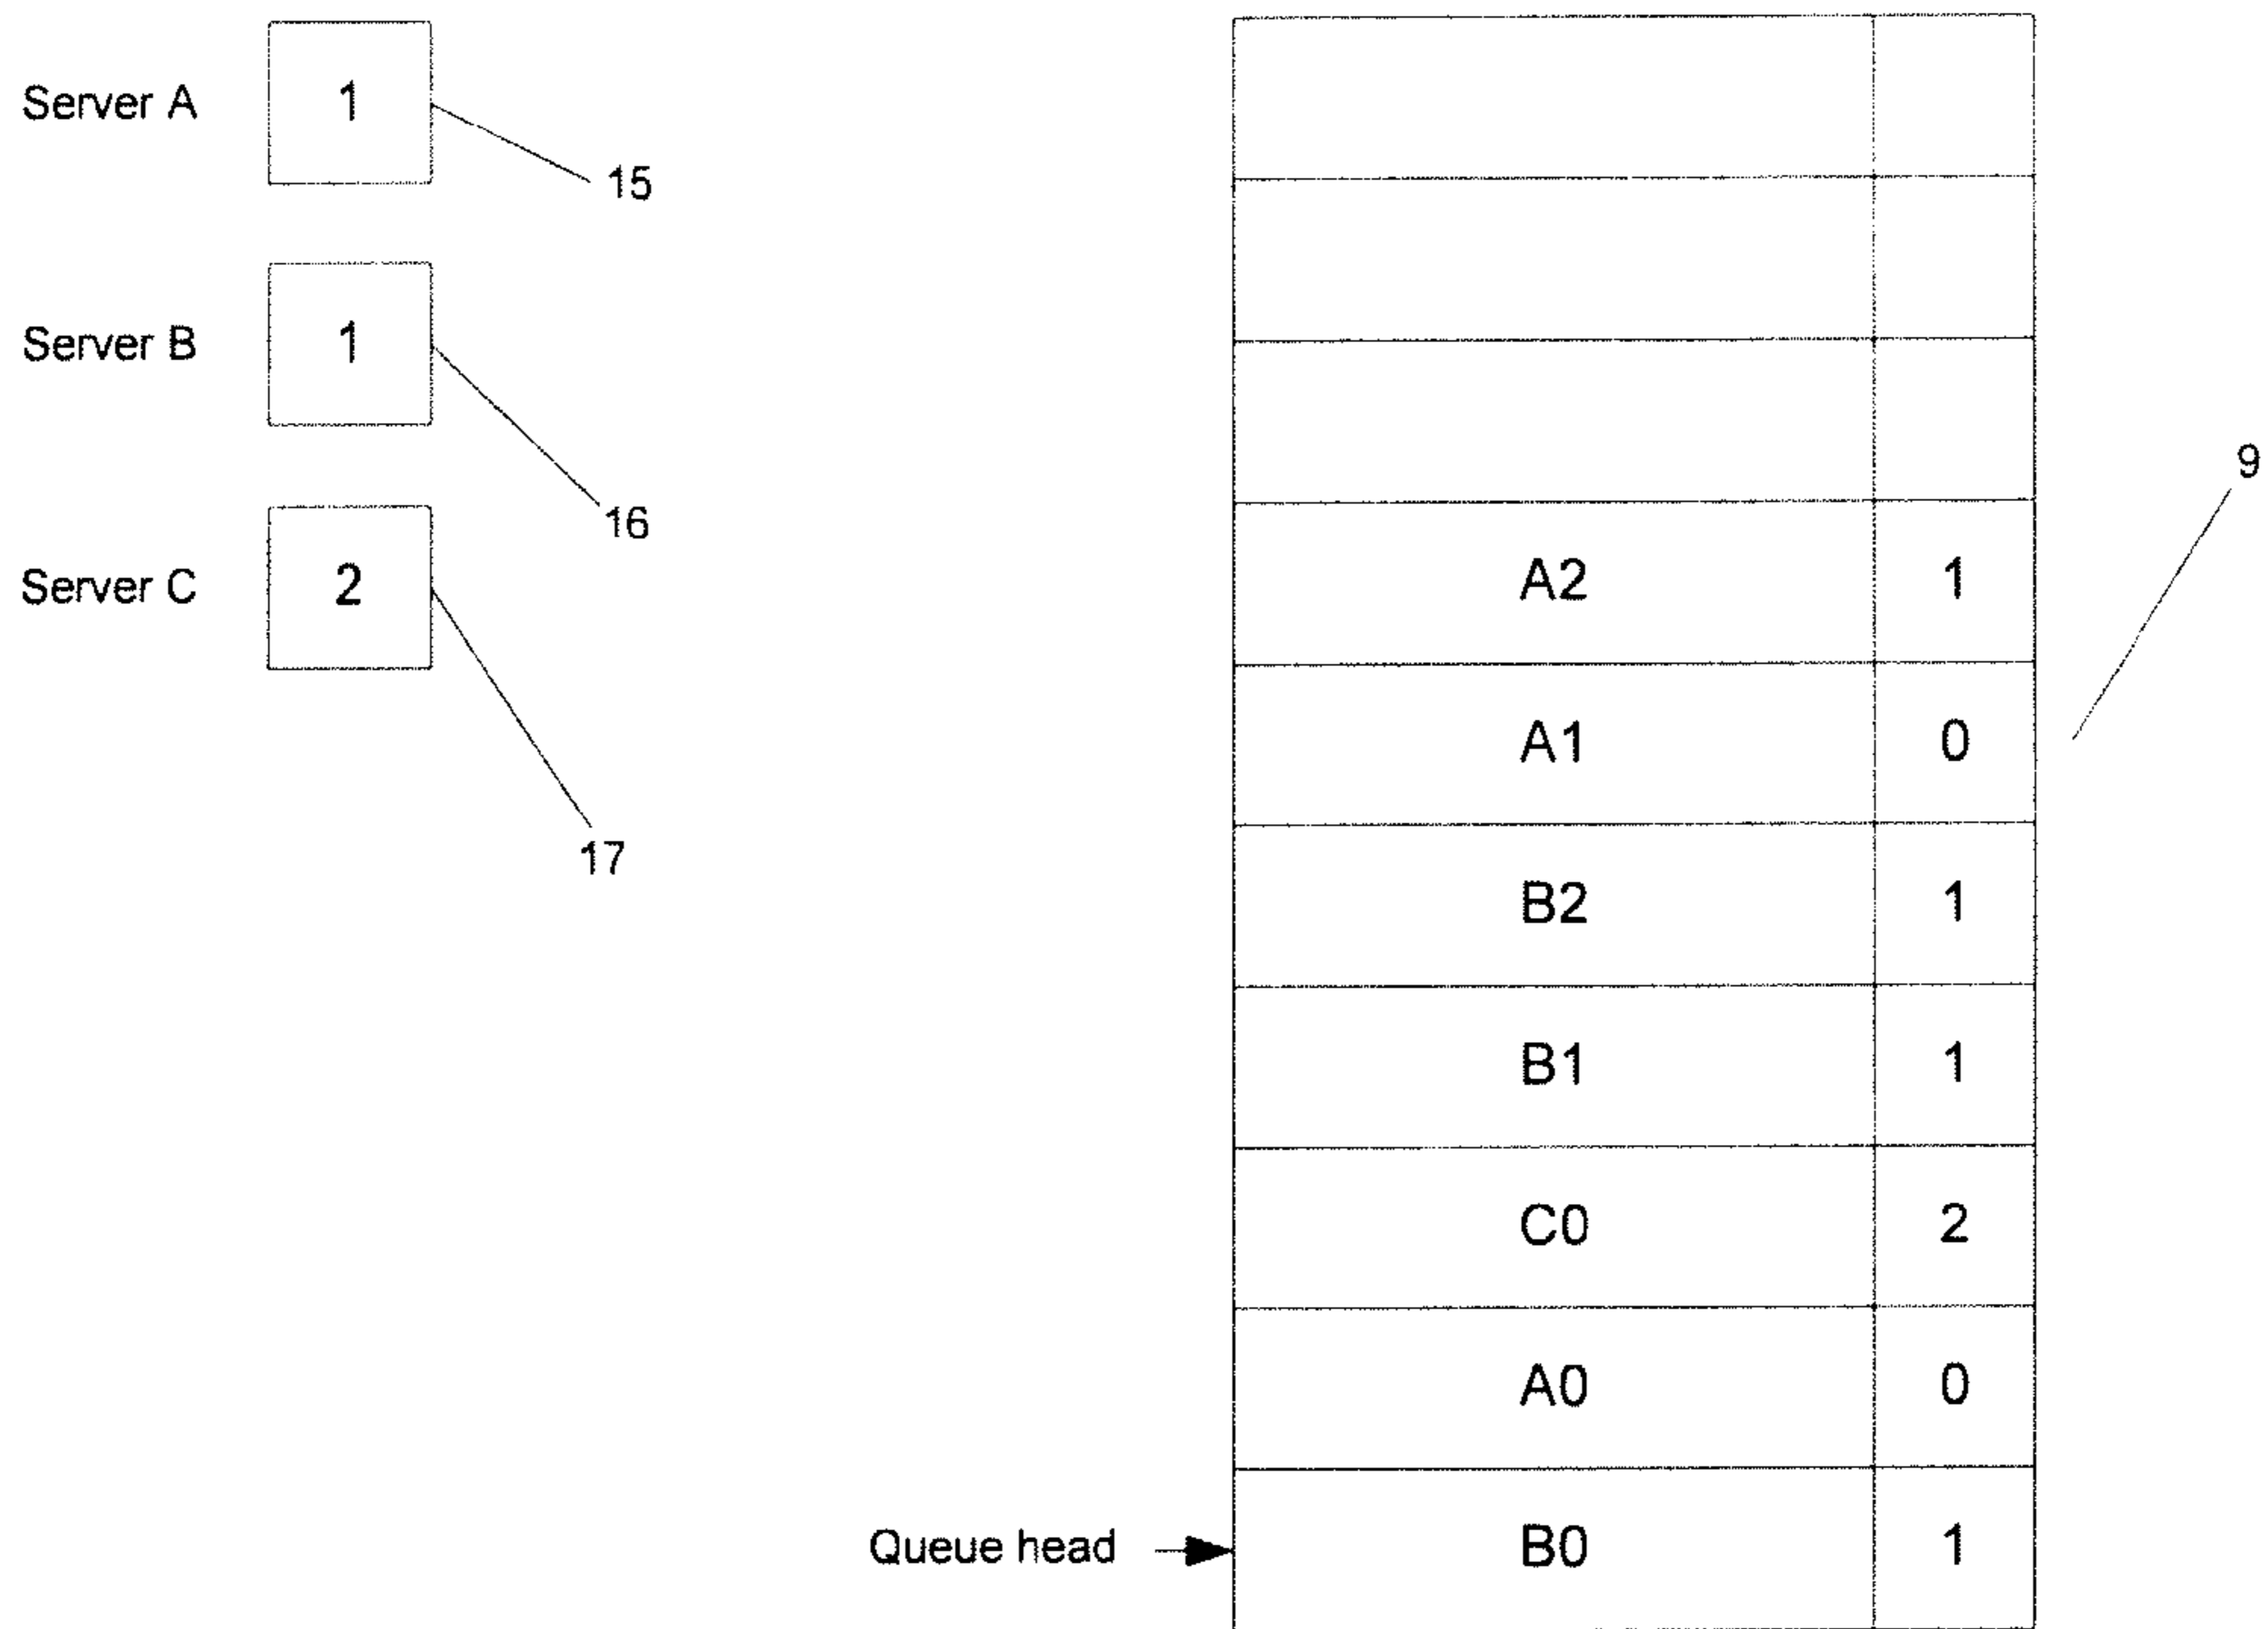 Server A 1
15
Server B 1
16
Server C 2
17
9
A2 1
A1 0
B2 1
B1 1
C0 2
A0 0
Queue head B0 1